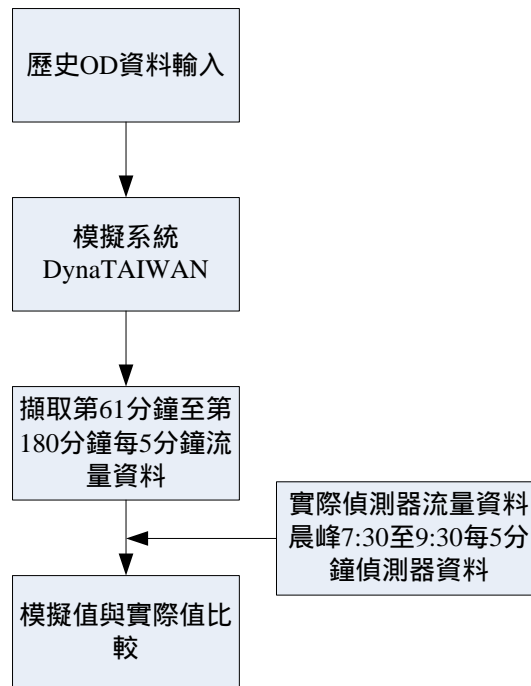 歷史OD資料輸入
模擬系統
DynaTAIWAN
擷取第61分鐘至第
180分鐘每5分鐘流
量資料
實際偵測器流量資料
晨峰7:30至9:30每5分
鐘偵測器資料
模擬值與實際值比
較